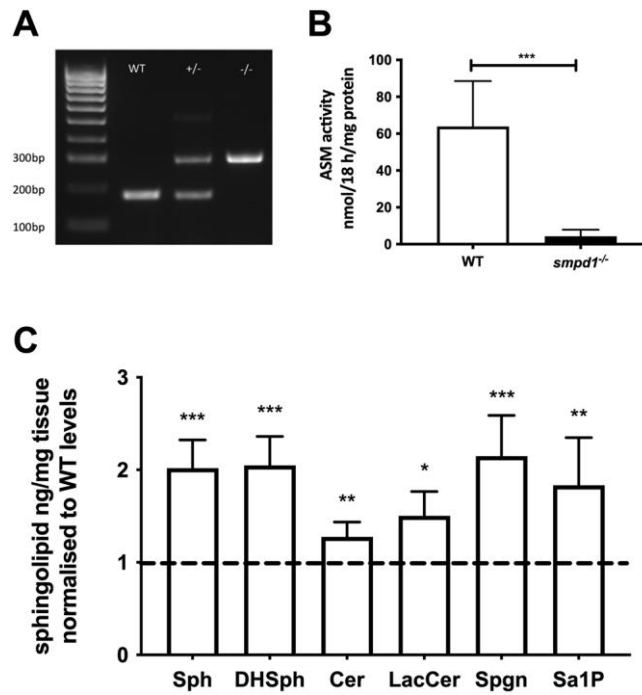 A
WT +/- -/-
300bp
200bp
100bp
B
ASM activity
nmol/18 h/mg protein
100
80
60
40
20
0
***
WT smpd1-/-
C
sphingolipid ng/mg tissue
normalised to WT levels
3
2
1
0
*** *** ** * *** **
Sph DHSph Cer LacCer Spgn Sa1P